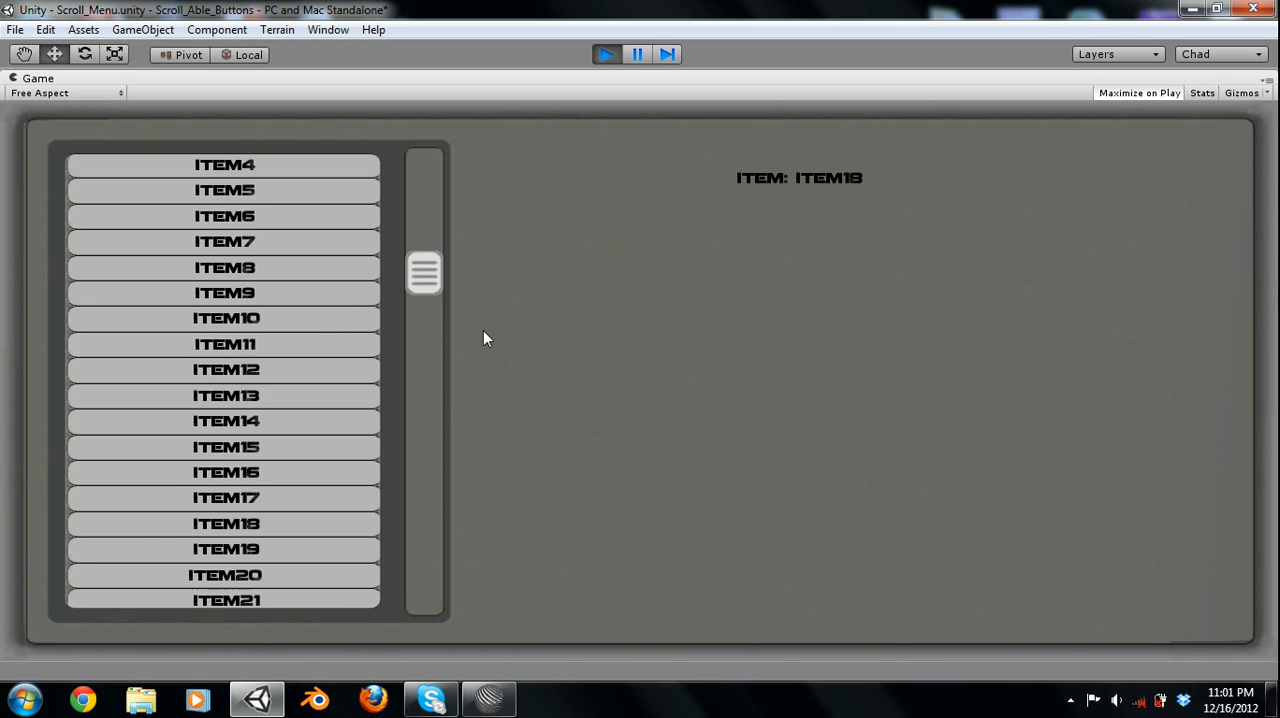 Unity - Scroll_Menu.unity - Scroll_Able_Buttons - PC and Mac Standalone*
File Edit Assets GameObject Component Terrain Window Help
Pivot Local Layers Chad
Game
Free Aspect Maximize on Play Stats Gizmos
ITEM4
ITEM5
ITEM6
ITEM7
ITEM8
ITEM9
ITEM10
ITEM11
ITEM12
ITEM13
ITEM14
ITEM15
ITEM16
ITEM17
ITEM18
ITEM19
ITEM20
ITEM21
ITEM: ITEM18
11:01 PM
12/16/2012